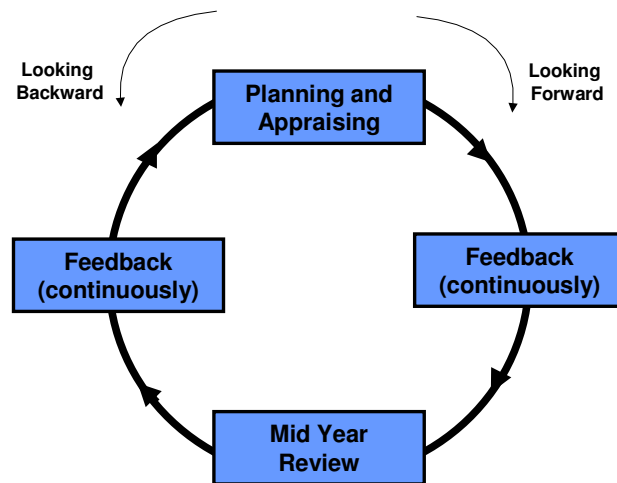 Looking
Backward
Planning and
Appraising
Looking
Forward
Feedback
(continuously)
Feedback
(continuously)
Mid Year
Review